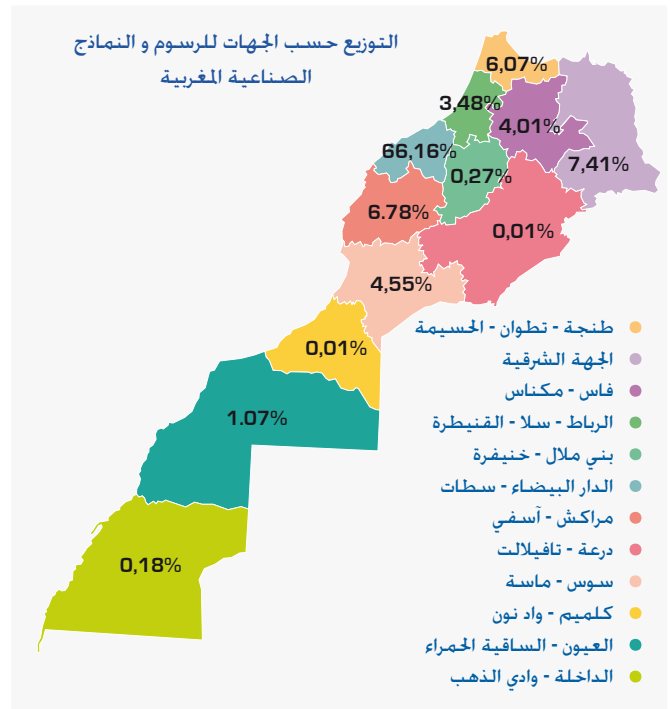 التوزيع حسب الجهات للرسوم و النماذج
الصناعية المغربية
6,07%
3,48%
4,01%
66,16%
0,27%
7,41%
6.78%
0,01%
4,55%
0,01%
1.07%
0,18%
طنجة - تطوان - الحسيمة
الجهة الشرقية
فاس - مكناس
الرباط - سلا - القنيطرة
بني ملال - خنيفرة
الدار البيضاء - سطات
مراكش - آسفي
درعة - تافيلالت
سوس - ماسة
كلميم - واد نون
العيون - الساقية الحمراء
الداخلة - وادي الذهب